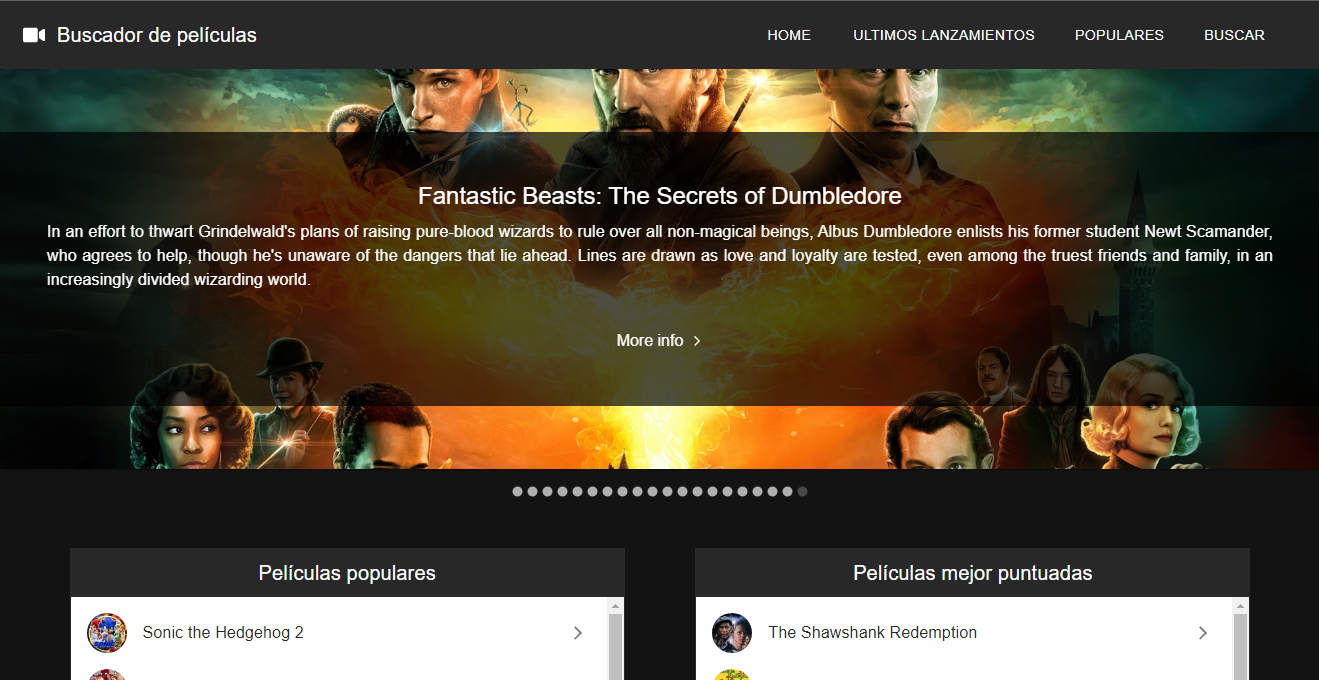 Buscador de películas
HOME
ULTIMOS LANZAMIENTOS
POPULARES
BUSCAR
Fantastic Beasts: The Secrets of Dumbledore
In an effort to thwart Grindelwald's plans of raising pure-blood wizards to rule over all non-magical beings, Albus Dumbledore enlists his former student Newt Scamander,
who agrees to help, though he's unaware of the dangers that lie ahead. Lines are drawn as love and loyalty are tested, even among the truest friends and family, in an
increasingly divided wizarding world.
More info
Películas populares
Sonic the Hedgehog 2
Películas mejor puntuadas
The Shawshank Redemption